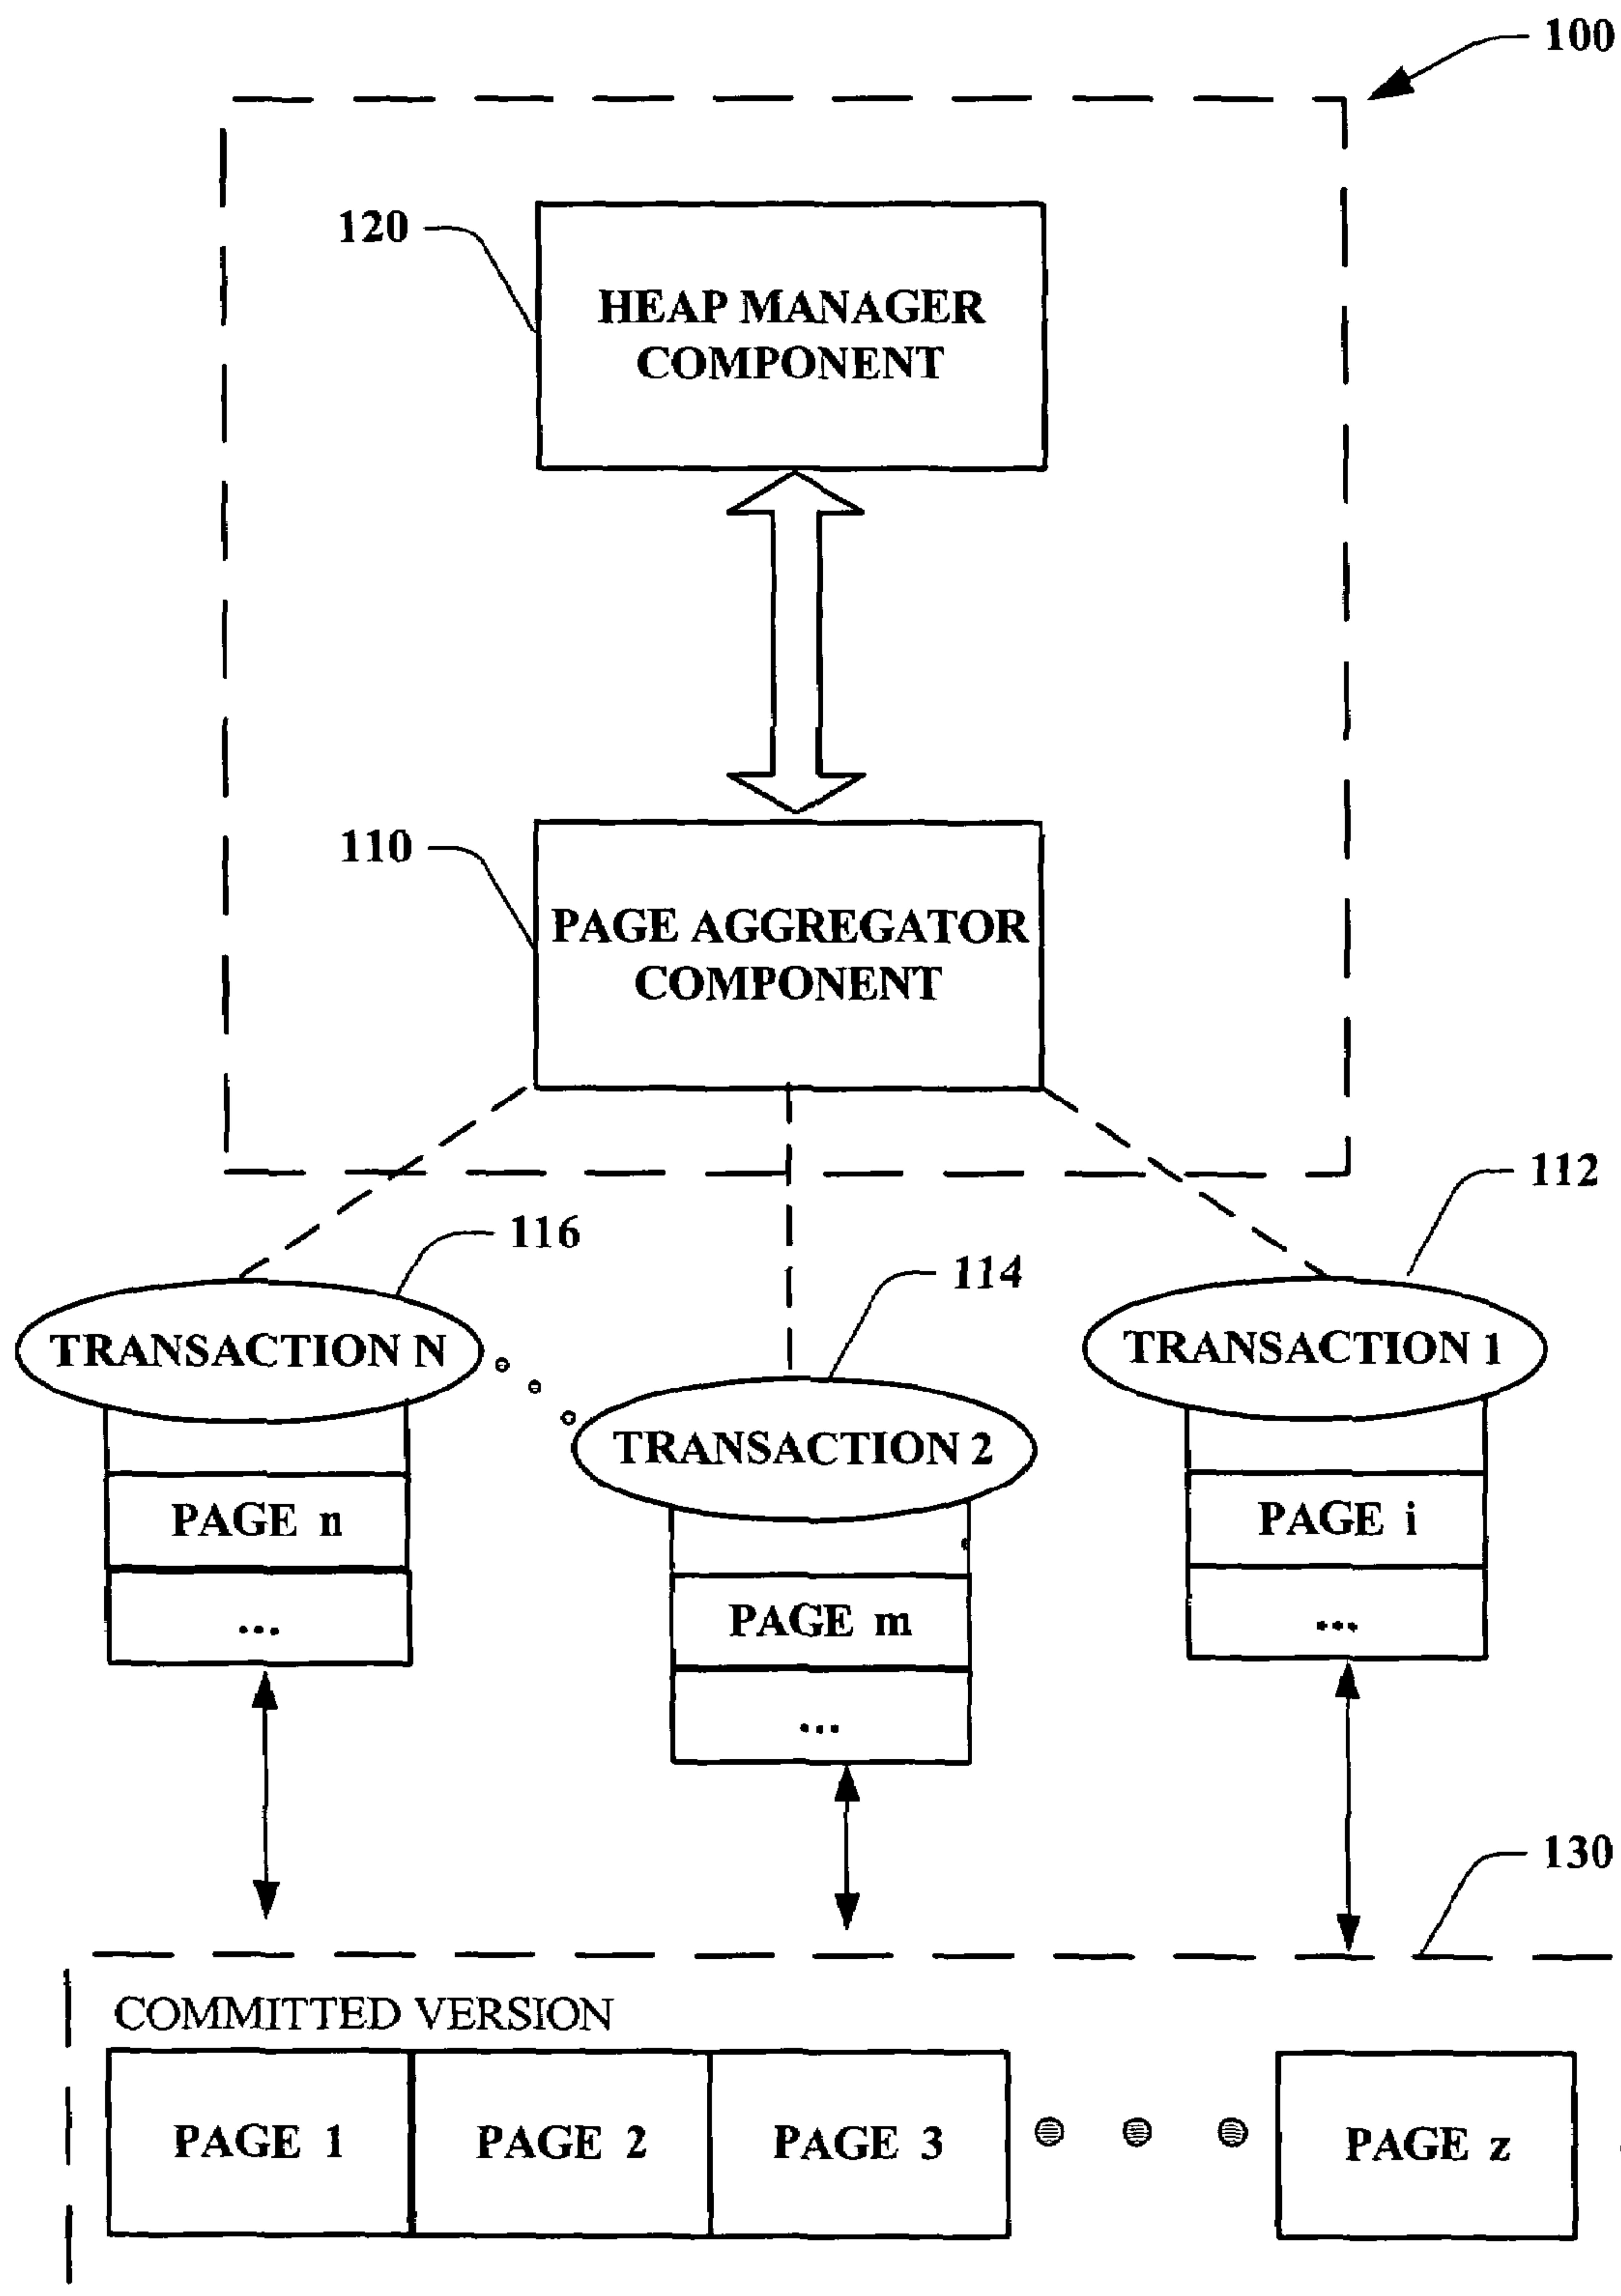 100
120
HEAP MANAGER
COMPONENT
110
PAGE AGGREGATOR
COMPONENT
112
116
114
TRANSACTION N
TRANSACTION 2
TRANSACTION 1
PAGE n
...
PAGE m
...
PAGE i
...
130
COMMITTED VERSION
PAGE 1
PAGE 2
PAGE 3
PAGE z